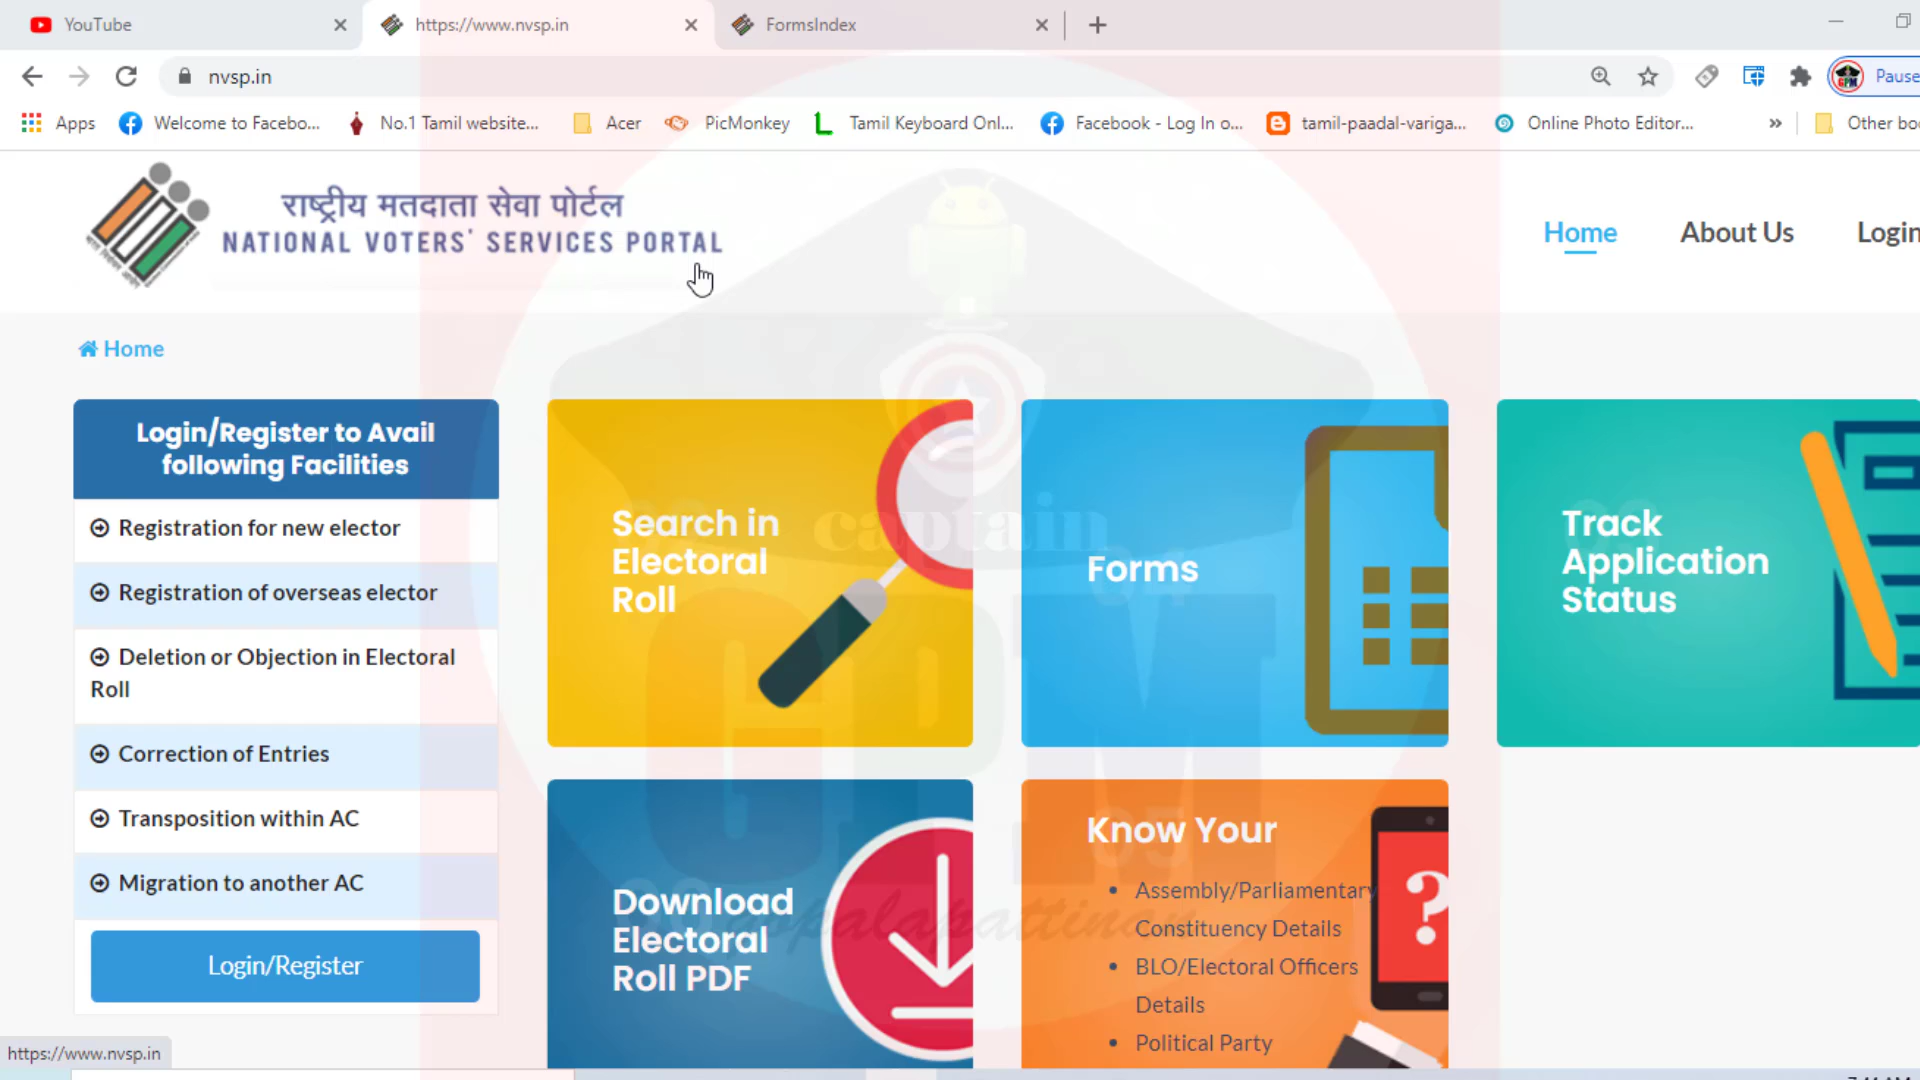 YouTube
https://www.nvsp.in
FormsIndex
nvsp.in
Pause
Apps
Welcome to Facebo...
No.1 Tamil website...
Acer
PicMonkey
Tamil Keyboard Onl...
Facebook - Log In o...
tamil-paadal-variga...
Online Photo Editor...
Other boo
राष्ट्रीय मतदाता सेवा पोर्टल
NATIONAL VOTERS' SERVICES PORTAL
Home
About Us
Login
Home
Login/Register to Avail
following Facilities
Registration for new elector
Registration of overseas elector
Deletion or Objection in Electoral
Roll
Correction of Entries
Transposition within AC
Migration to another AC
Login/Register
Search in
Electoral
Roll
Forms
Track
Application
Status
Download
Electoral
Roll PDF
Know Your
Assembly/Parliamentary
Constituency Details
BLO/Electoral Officers
Details
Political Party
captain
GPM
gopalapattinam
https://www.nvsp.in